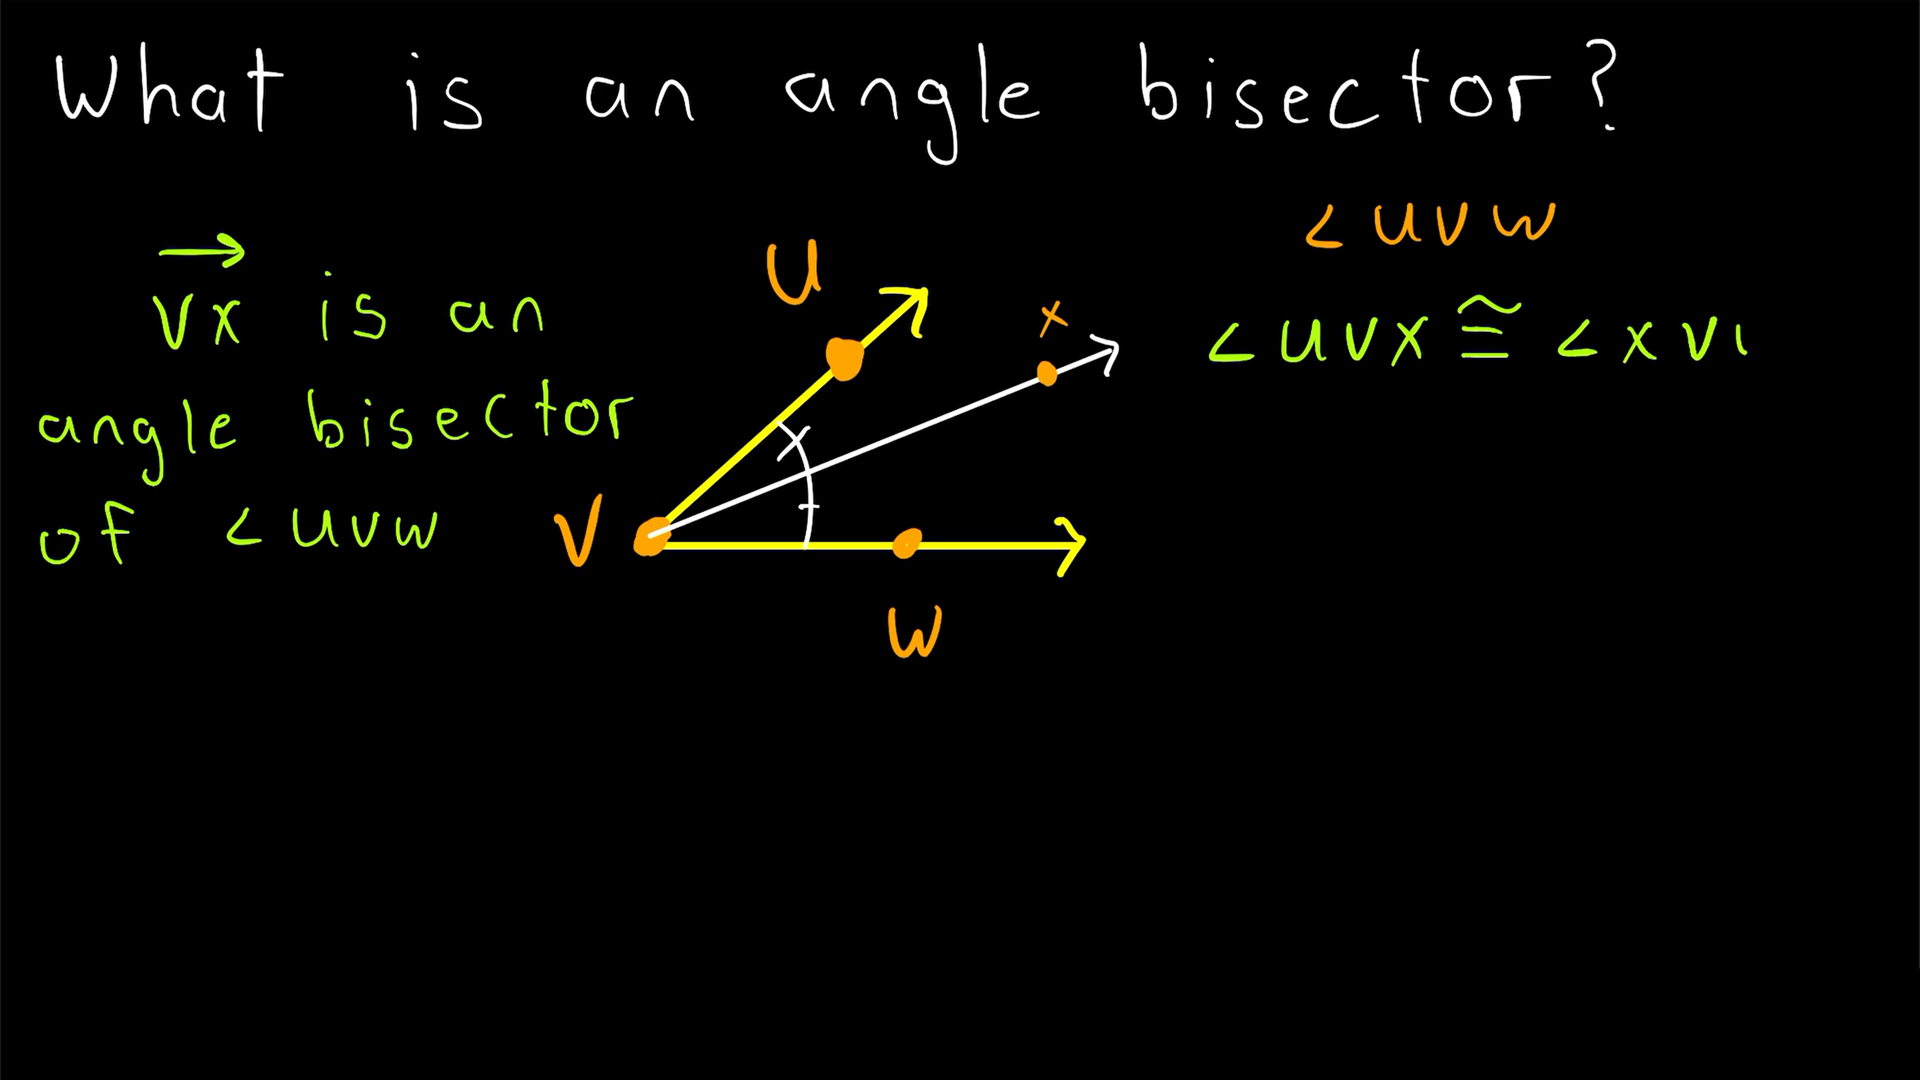 What is an angle bisector?
→
vx is an
angle bisector
of <uvw
U
x
V
W
<uvw
<uvx ≅ <xv